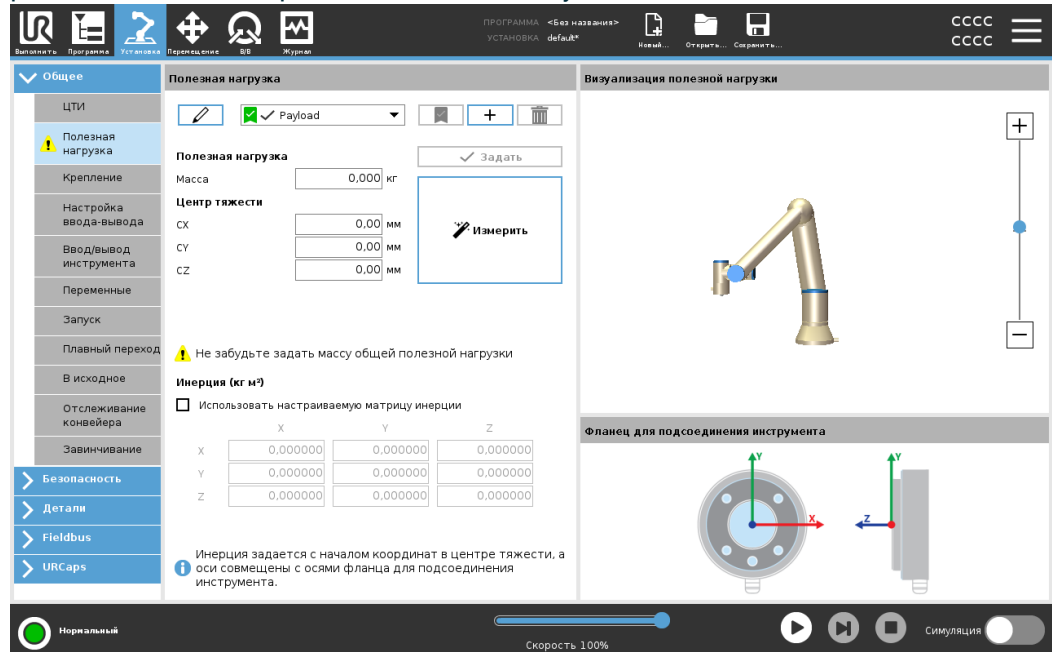 ПРОГРАММА <Без названия>
УСТАНОВКА default*
Выполнить Программа Установка Перемещение В/В Журнал
Новый... Открыть... Сохранить...
CCCC
CCCC
Общее
ЦТИ
Полезная
нагрузка
Крепление
Настройка
ввода-вывода
Ввод/вывод
инструмента
Переменные
Запуск
Плавный переход
В исходное
Отслеживание
конвейера
Завинчивание
Безопасность
Детали
Fieldbus
URCaps
Полезная нагрузка
Payload
Полезная нагрузка
Задать
Масса 0,000 кг
Центр тяжести
CX 0,00 мм
CY 0,00 мм
CZ 0,00 мм
Измерить
Не забудьте задать массу общей полезной нагрузки
Инерция (кг м²)
Использовать настраиваемую матрицу инерции
X Y Z
X 0,000000 0,000000 0,000000
Y 0,000000 0,000000 0,000000
Z 0,000000 0,000000 0,000000
Инерция задается с началом координат в центре тяжести, а
оси совмещены с осями фланца для подсоединения
инструмента.
Визуализация полезной нагрузки
Фланец для подсоединения инструмента
Y Y
X Z
Нормальный
Скорость 100%
Симуляция